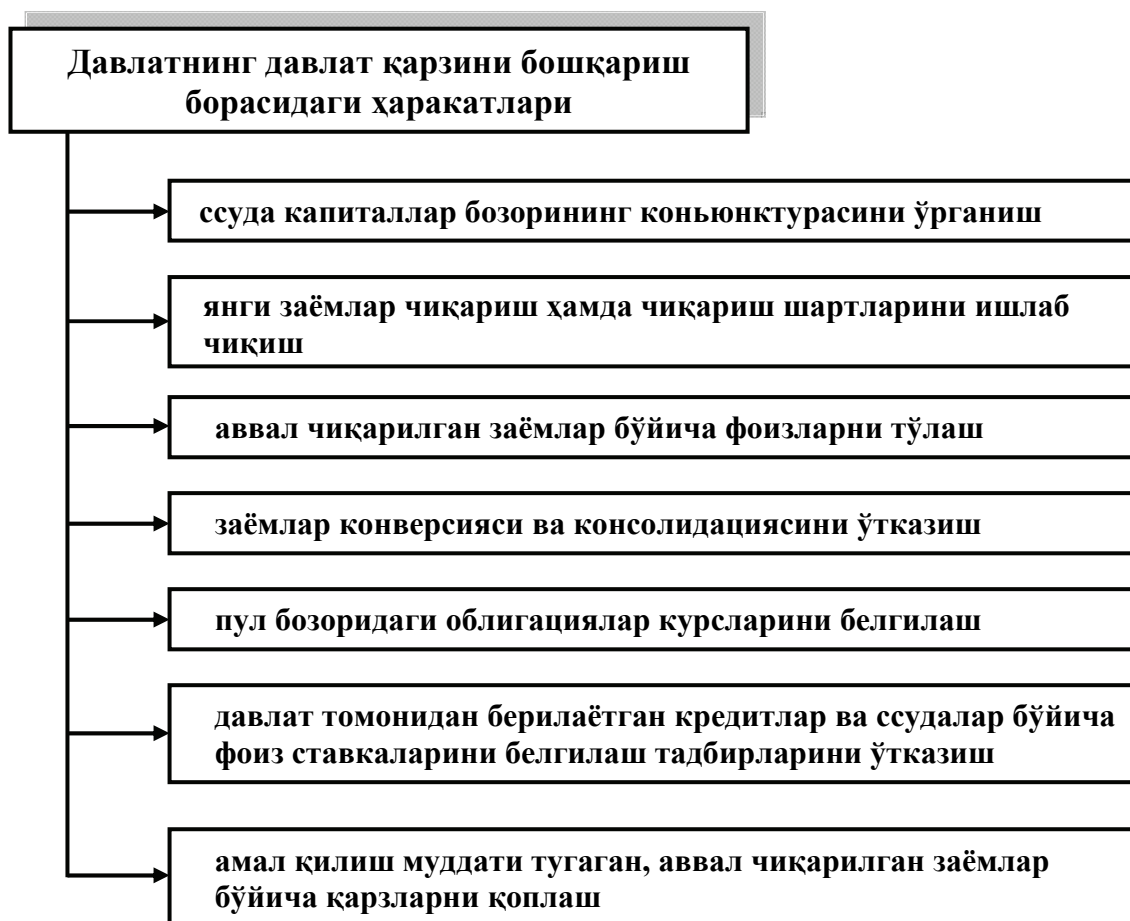 Давлатнинг давлат қарзини бошқариш
борасидаги ҳаракатлари
ссуда капиталлар бозорининг коньюнктурасини ўрганиш
янги заёмлар чиқариш ҳамда чиқариш шартларини ишлаб
чиқиш
аввал чиқарилган заёмлар бўйича фоизларни тўлаш
заёмлар конверсияси ва консолидациясини ўтказиш
пул бозоридаги облигациялар курсларини белгилаш
давлат томонидан берилаётган кредитлар ва ссудалар бўйича
фоиз ставкаларини белгилаш тадбирларини ўтказиш
амал қилиш муддати тугаган, аввал чиқарилган заёмлар
бўйича қарзларни қоплаш